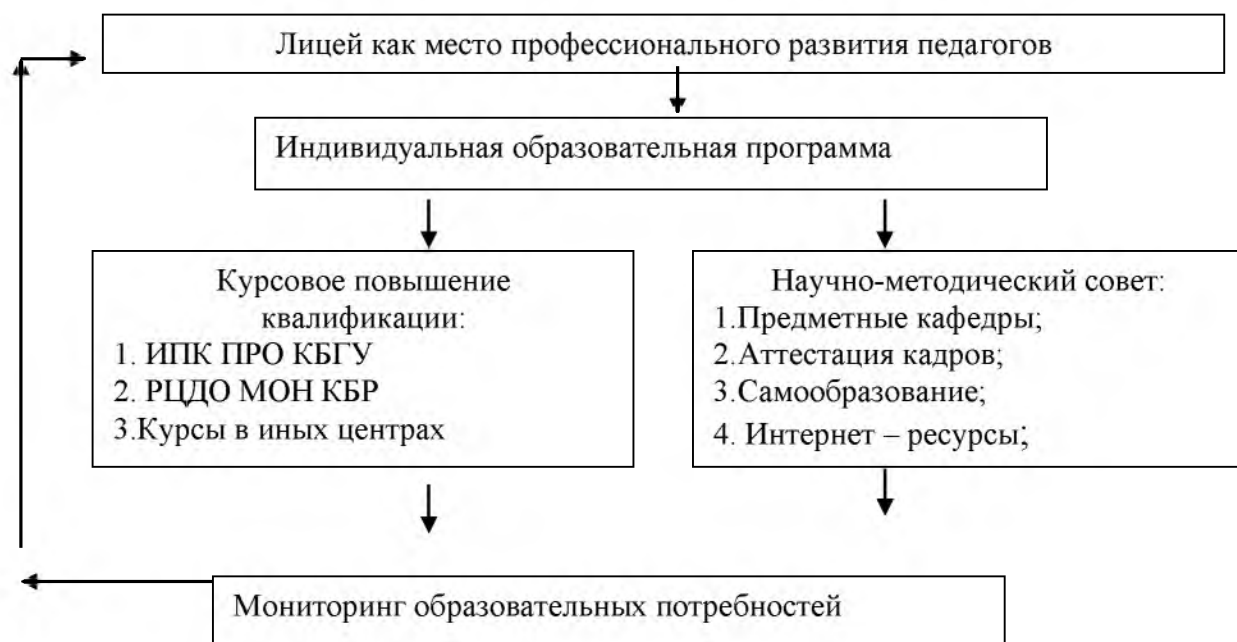 Лицей как место профессионального развития педагогов
Индивидуальная образовательная программа
Курсовое повышение
квалификации:
1. ИПК ПРО КБГУ
2. РЦДО МОН КБР
3.Курсы в иных центрах
Научно-методический совет:
1.Предметные кафедры;
2.Аттестация кадров;
3.Самообразование;
4. Интернет – ресурсы;
Мониторинг образовательных потребностей